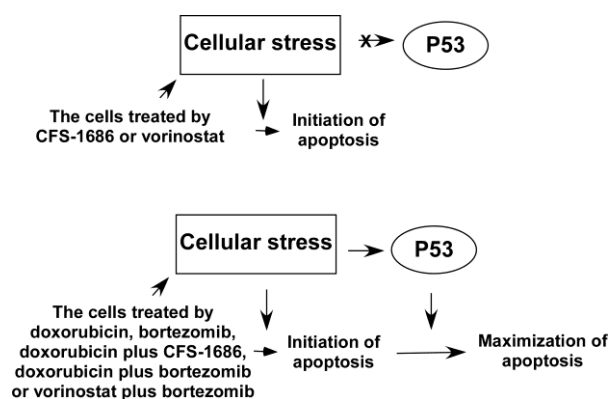 Cellular stress
P53
The cells treated by
CFS-1686 or vorinostat
Initiation of
apoptosis
Cellular stress
P53
The cells treated by
doxorubicin, bortezomib,
doxorubicin plus CFS-1686,
doxorubicin plus bortezomib
or vorinostat plus bortezomib
Initiation of
apoptosis
Maximization of
apoptosis